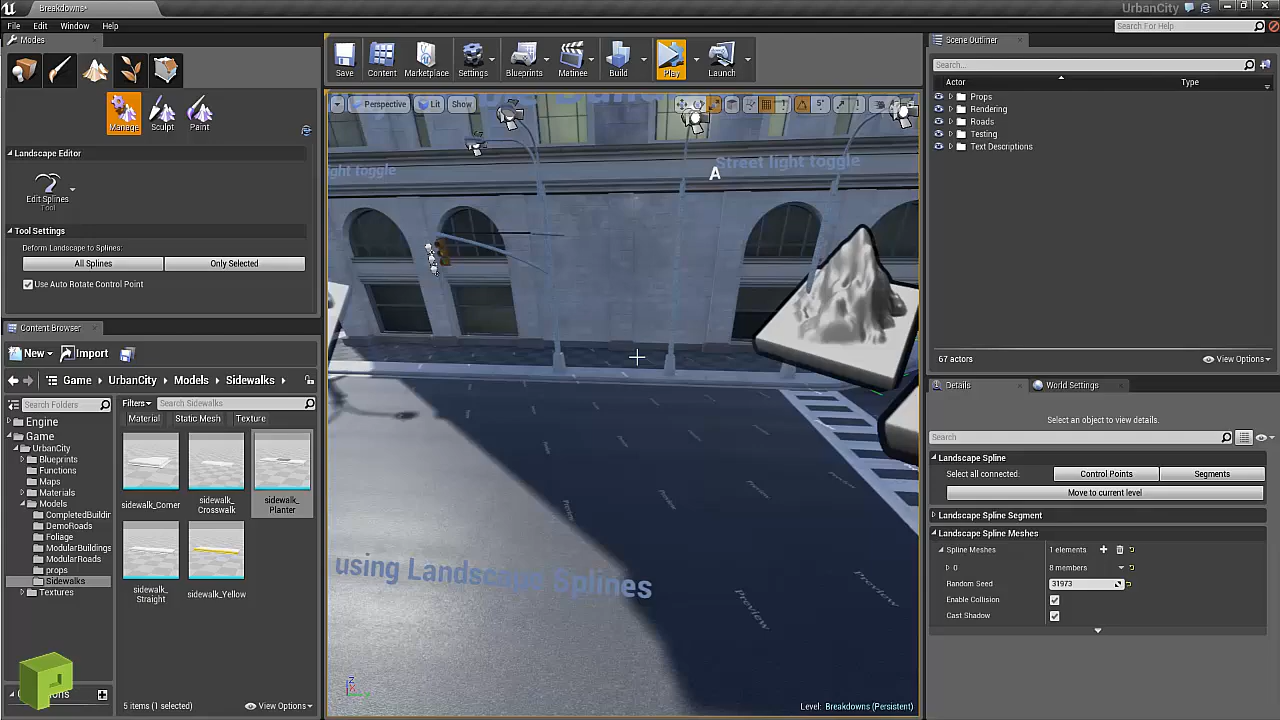 Breakdowns*
UrbanCity
File Edit Window Help
Search For Help
Modes
Manage Sculpt Paint
Landscape Editor
Edit Splines
Tool
Tool Settings
Deform Landscape to Splines:
All Splines Only Selected
Use Auto Rotate Control Point
Content Browser
New Import
Game UrbanCity Models Sidewalks
Search Folders
Engine
Game
UrbanCity
Blueprints
Functions
Maps
Materials
Models
CompletedBuildin
DemoRoads
Foliage
ModularBuildings
ModularRoads
props
Sidewalks
Textures
Filters Search Sidewalks
Material Static Mesh Texture
sidewalk_Corner
sidewalk_
Crosswalk
sidewalk_
Planter
sidewalk_
Straight
sidewalk_Yellow
5 items (1 selected) View Options
Save Content Marketplace Settings Blueprints Matinee Build Play Launch
Perspective Lit Show 5°
ght toggle
Street light toggle
A
using Landscape Splines
Preview
Preview
Level: Breakdowns (Persistent)
Scene Outliner
Search...
Actor Type
Props
Rendering
Roads
Testing
Text Descriptions
67 actors View Options
Details World Settings
Select an object to view details.
Search
Landscape Spline
Select all connected: Control Points Segments
Move to current level
Landscape Spline Segment
Landscape Spline Meshes
Spline Meshes 1 elements
0 8 members
Random Seed 31973
Enable Collision
Cast Shadow